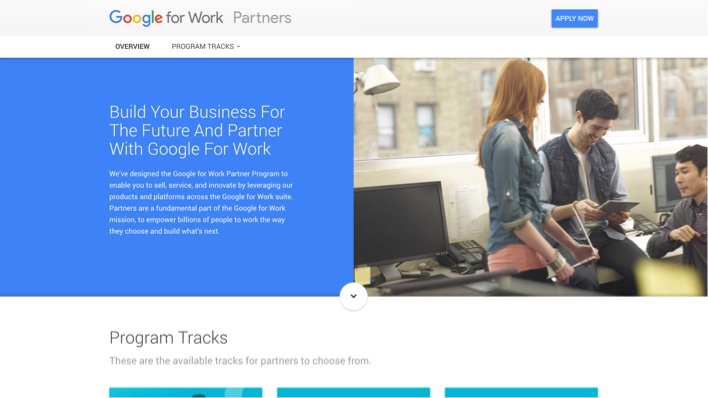 Google for Work Partners
APPLY NOW
OVERVIEW
PROGRAM TRACKS
Build Your Business For
The Future And Partner
With Google For Work
We've designed the Google for Work Partner Program to
enable you to sell, service, and innovate by leveraging our
products and platforms across the Google for Work suite.
Partners are a fundamental part of the Google for Work
mission, to empower billions of people to work the way
they choose and build what's next.
Program Tracks
These are the available tracks for partners to choose from.